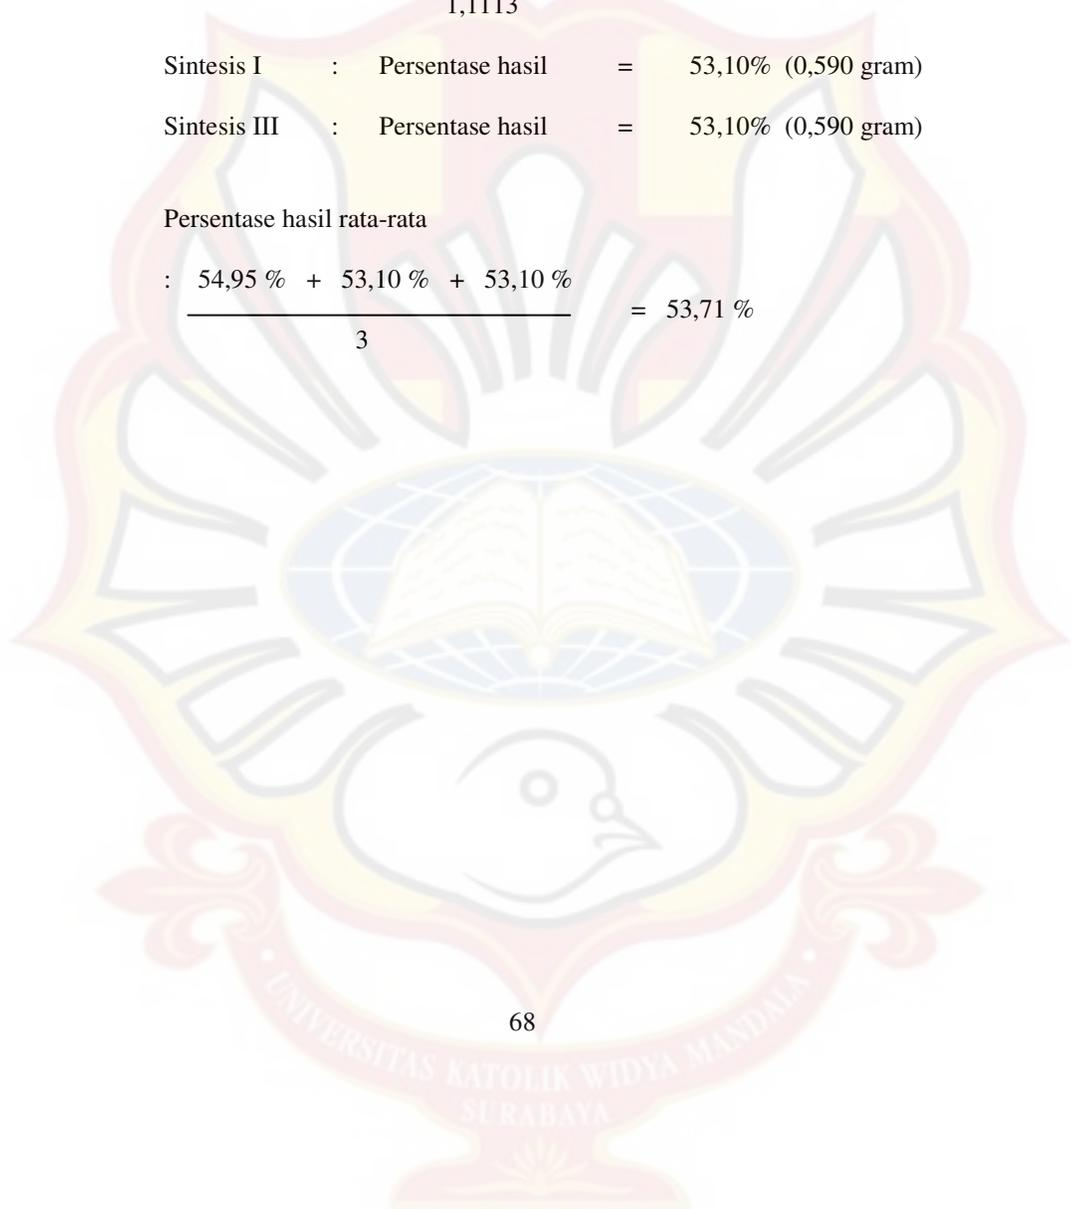 1,1113
Sintesis I : Persentase hasil = 53,10% (0,590 gram)
Sintesis III : Persentase hasil = 53,10% (0,590 gram)
Persentase hasil rata-rata
: 54,95 % + 53,10 % + 53,10 %
= 53,71 %
3
68
UNIVERSITAS KATOLIK WIDYA MANDALA
SURABAYA